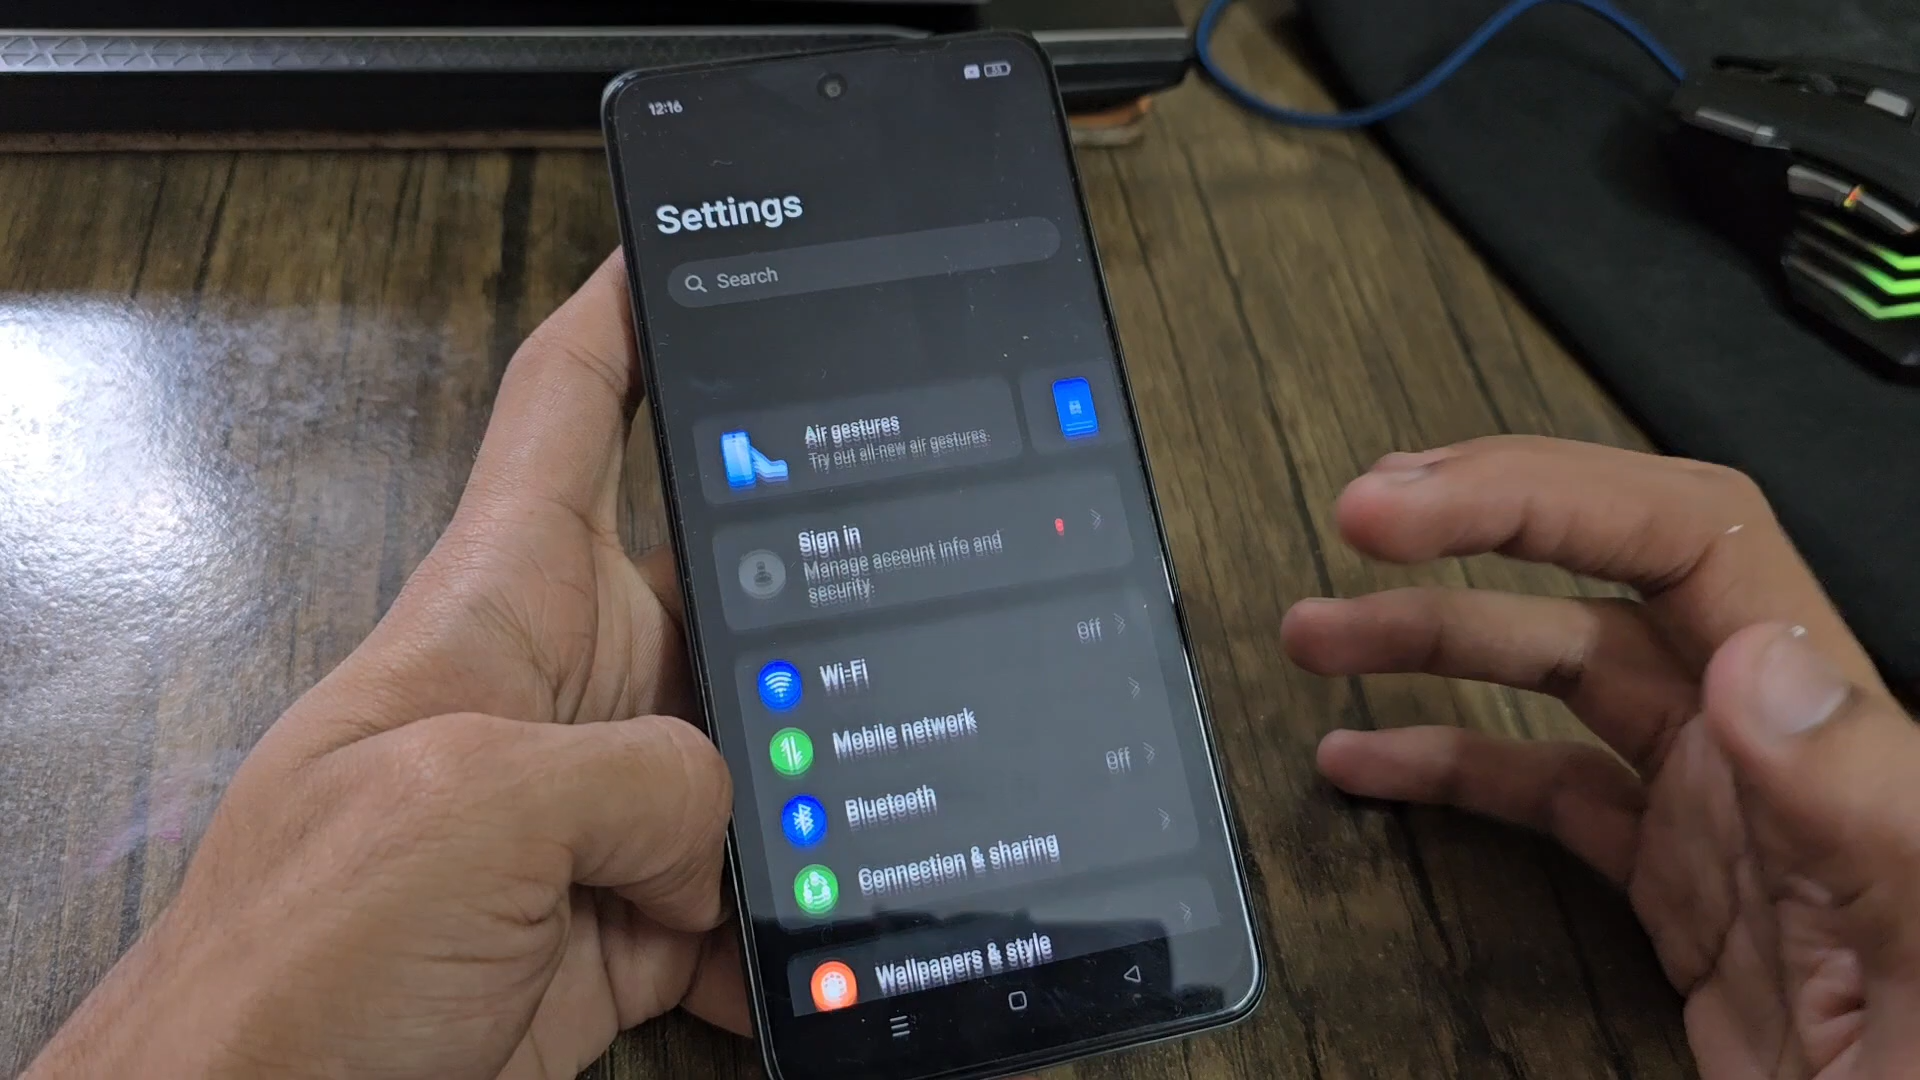 12:16
Settings
Search
Air gestures
Try out all-new air gestures.
Sign in
Manage account info and
security.
Wi-Fi
Off
Mobile network
Bluetooth
Off
Connection & sharing
Wallpapers & style